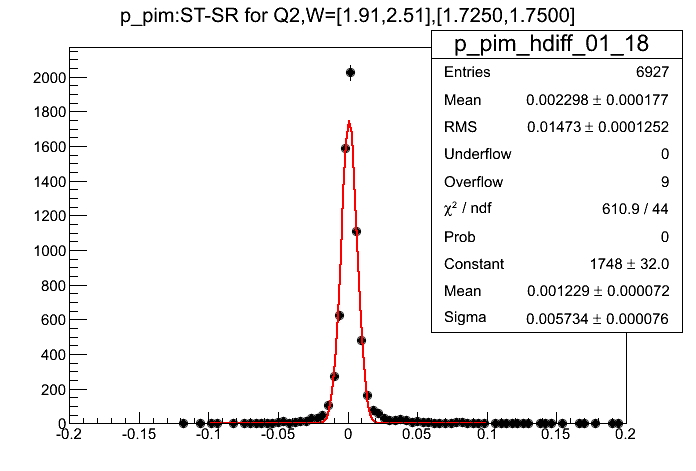 p_pim:ST-SR for Q2,W=[1.91,2.51],[1.7250,1.7500]
p_pim_hdiff_01_18
Entries 6927
Mean 0.002298 ± 0.000177
RMS 0.01473 ± 0.0001252
Underflow 0
Overflow 9
χ² / ndf 610.9 / 44
Prob 0
Constant 1748 ± 32.0
Mean 0.001229 ± 0.000072
Sigma 0.005734 ± 0.000076
2000
1800
1600
1400
1200
1000
800
600
400
200
0
-0.2 -0.15 -0.1 -0.05 0 0.05 0.1 0.15 0.2